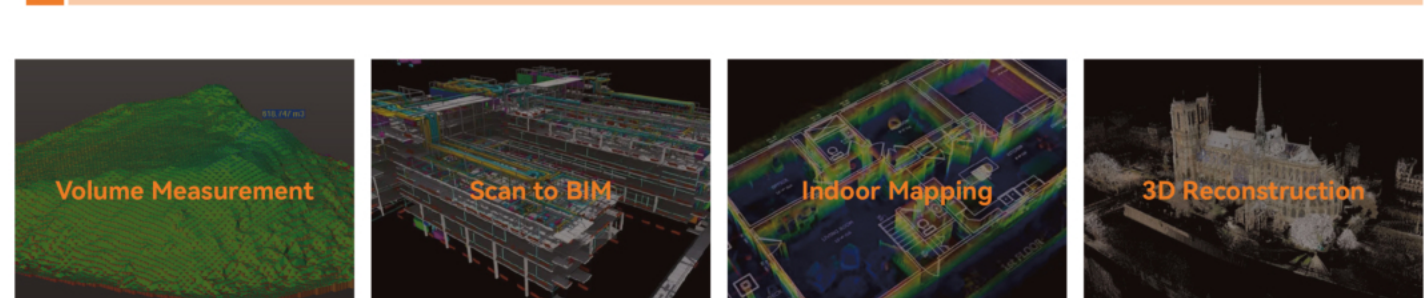 Volume Measurement
Scan to BIM
Indoor Mapping
3D Reconstruction